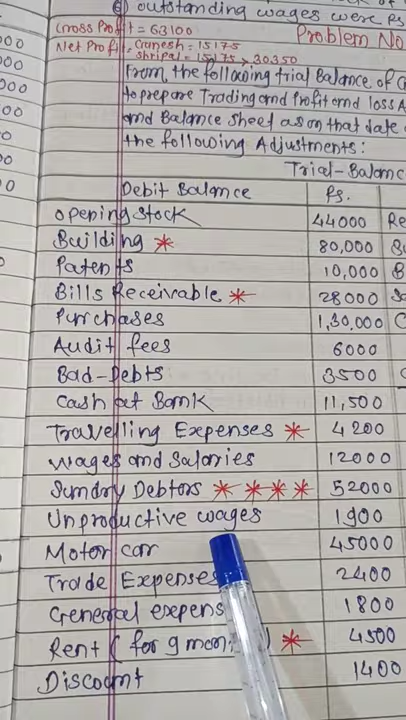 6) outstanding wages were Rs
Gross Profit = 63100
Problem No
Net Profit, Ganesh = 15175
Shripal = 15175 > 30350
from the following trial Balance of G
to prepare Trading and Profit and loss A
and Balance sheet as on that date
the following Adjustments:
Trial-Balanc
Debit Balance Rs.
opening stock 44000 Re
Building * 80,000
Patents 10,000 B
Bills Receivable * 28000
Purchases 1,30,000 C
Audit fees 6000
Bad-Debts 3500
Cash at Bank 11,500
Travelling Expenses * 4200
Wages and Salaries 12000
Sundry Debtors * * * * 52000
Unproductive wages 1900
Motor car 45000
Trade Expenses 2400
General expens 1800
Rent (for 9 mon ) * 4500
Discount 1400